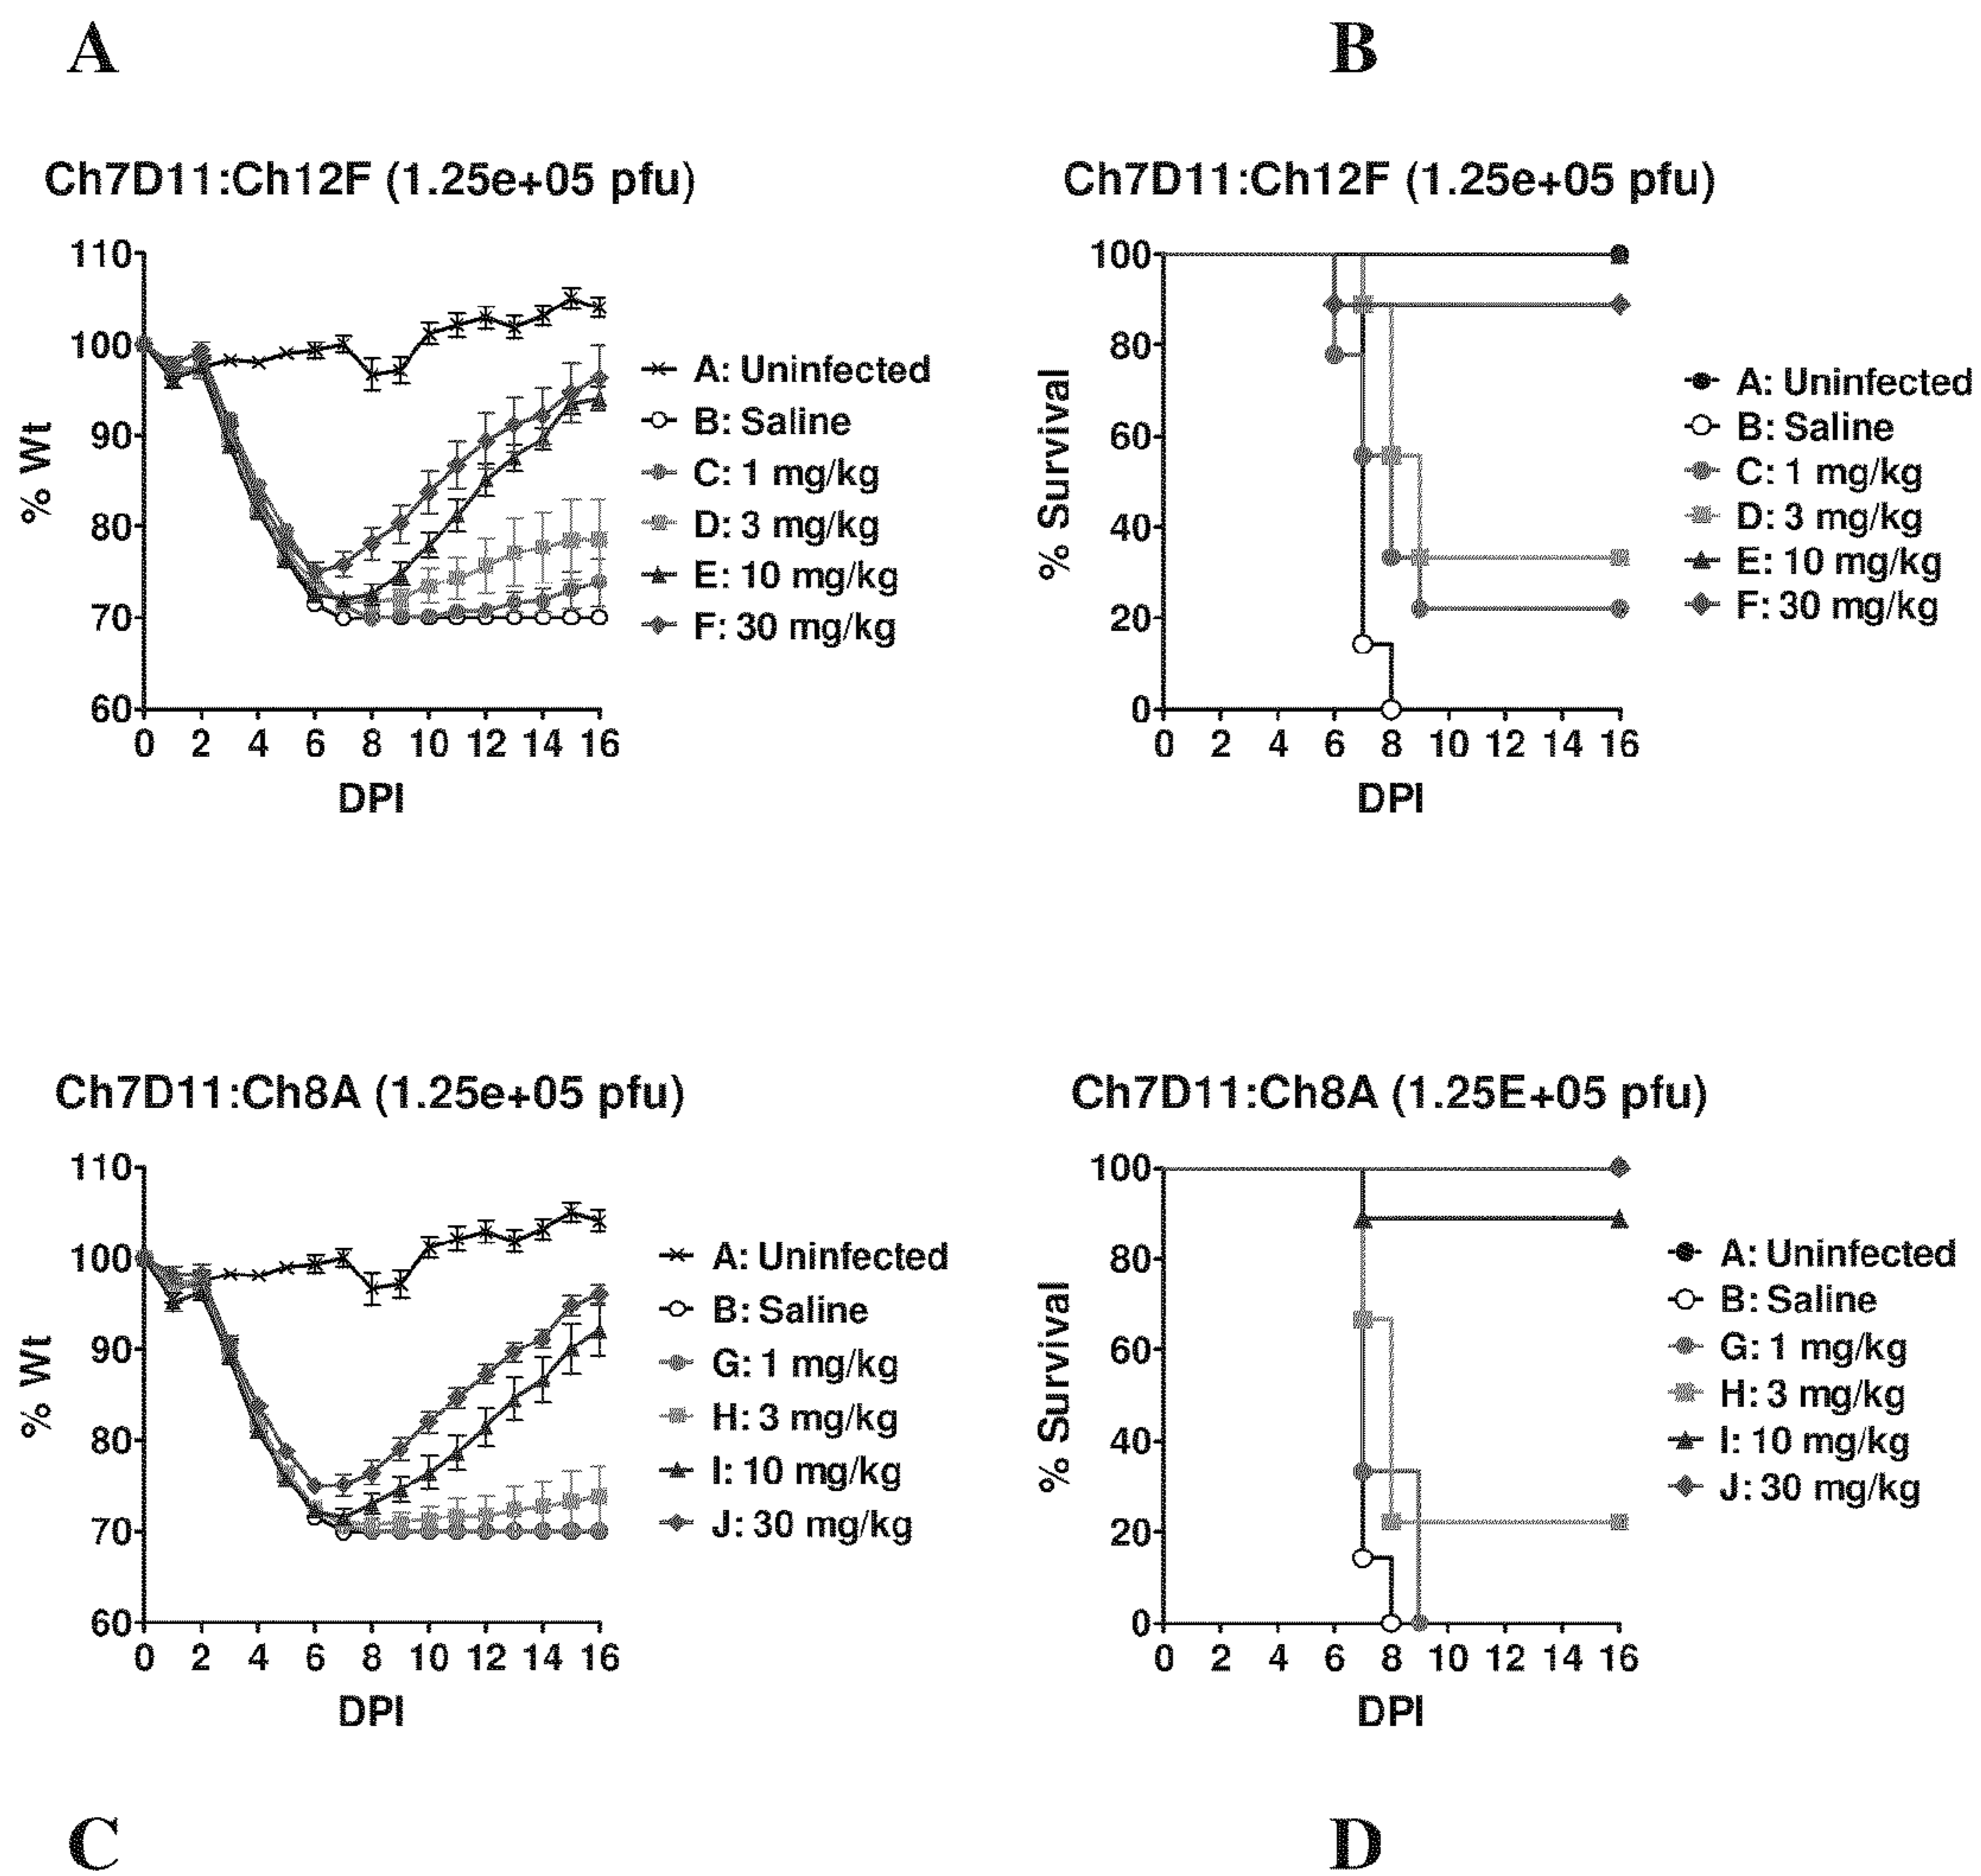 A
B
Ch7D11:Ch12F (1.25e+05 pfu)
110
100
90
80
70
60
% Wt
0 2 4 6 8 10 12 14 16
DPI
A: Uninfected
B: Saline
C: 1 mg/kg
D: 3 mg/kg
E: 10 mg/kg
F: 30 mg/kg
Ch7D11:Ch12F (1.25e+05 pfu)
100
80
60
40
20
0
% Survival
0 2 4 6 8 10 12 14 16
DPI
A: Uninfected
B: Saline
C: 1 mg/kg
D: 3 mg/kg
E: 10 mg/kg
F: 30 mg/kg
Ch7D11:Ch8A (1.25e+05 pfu)
110
100
90
80
70
60
% Wt
0 2 4 6 8 10 12 14 16
DPI
A: Uninfected
B: Saline
G: 1 mg/kg
H: 3 mg/kg
I: 10 mg/kg
J: 30 mg/kg
Ch7D11:Ch8A (1.25E+05 pfu)
100
80
60
40
20
0
% Survival
0 2 4 6 8 10 12 14 16
DPI
A: Uninfected
B: Saline
G: 1 mg/kg
H: 3 mg/kg
I: 10 mg/kg
J: 30 mg/kg
C
D